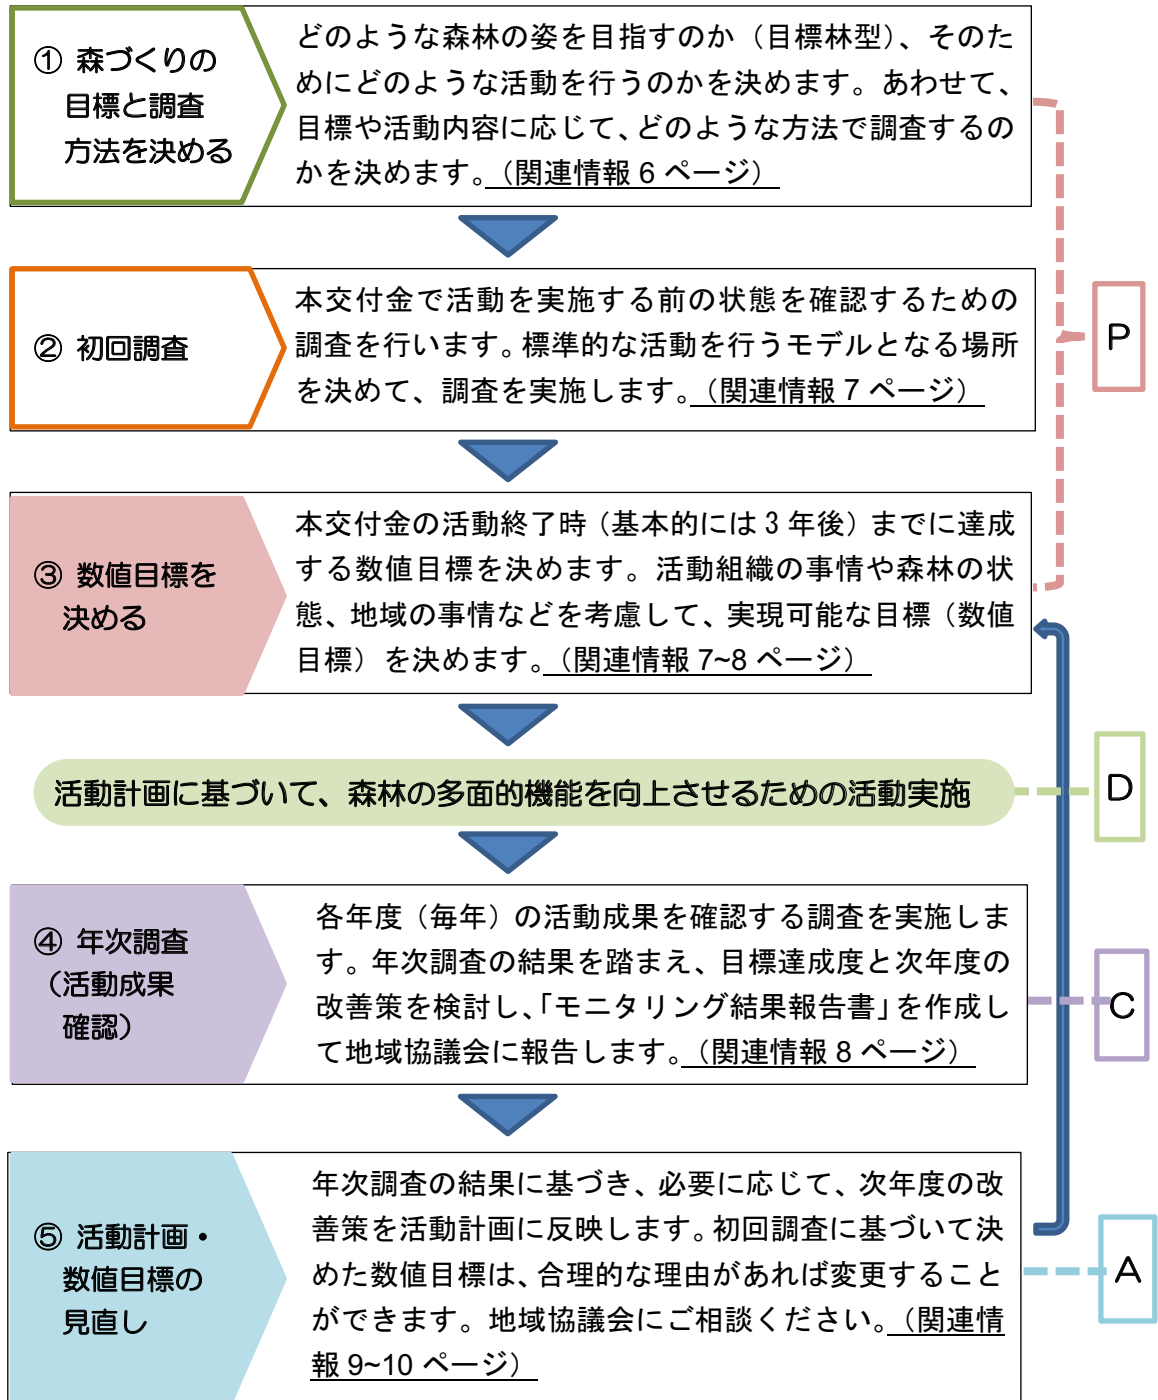 ① 森づくりの
目標と調査
方法を決める
どのような森林の姿を目指すのか（目標林型）、そのた
めにどのような活動を行うのかを決めます。あわせて、
目標や活動内容に応じて、どのような方法で調査するの
かを決めます。（関連情報 6 ページ）
② 初回調査
本交付金で活動を実施する前の状態を確認するための
調査を行います。標準的な活動を行うモデルとなる場所
を決めて、調査を実施します。（関連情報 7 ページ）
P
③ 数値目標を
決める
本交付金の活動終了時（基本的には 3 年後）までに達成
する数値目標を決めます。活動組織の事情や森林の状
態、地域の事情などを考慮して、実現可能な目標（数値
目標）を決めます。（関連情報 7~8 ページ）
活動計画に基づいて、森林の多面的機能を向上させるための活動実施
D
④ 年次調査
（活動成果
確認）
各年度（毎年）の活動成果を確認する調査を実施しま
す。年次調査の結果を踏まえ、目標達成度と次年度の
改善策を検討し、「モニタリング結果報告書」を作成し
て地域協議会に報告します。（関連情報 8 ページ）
C
⑤ 活動計画・
数値目標の
見直し
年次調査の結果に基づき、必要に応じて、次年度の改
善策を活動計画に反映します。初回調査に基づいて決
めた数値目標は、合理的な理由があれば変更すること
ができます。地域協議会にご相談ください。（関連情
報 9~10 ページ）
A